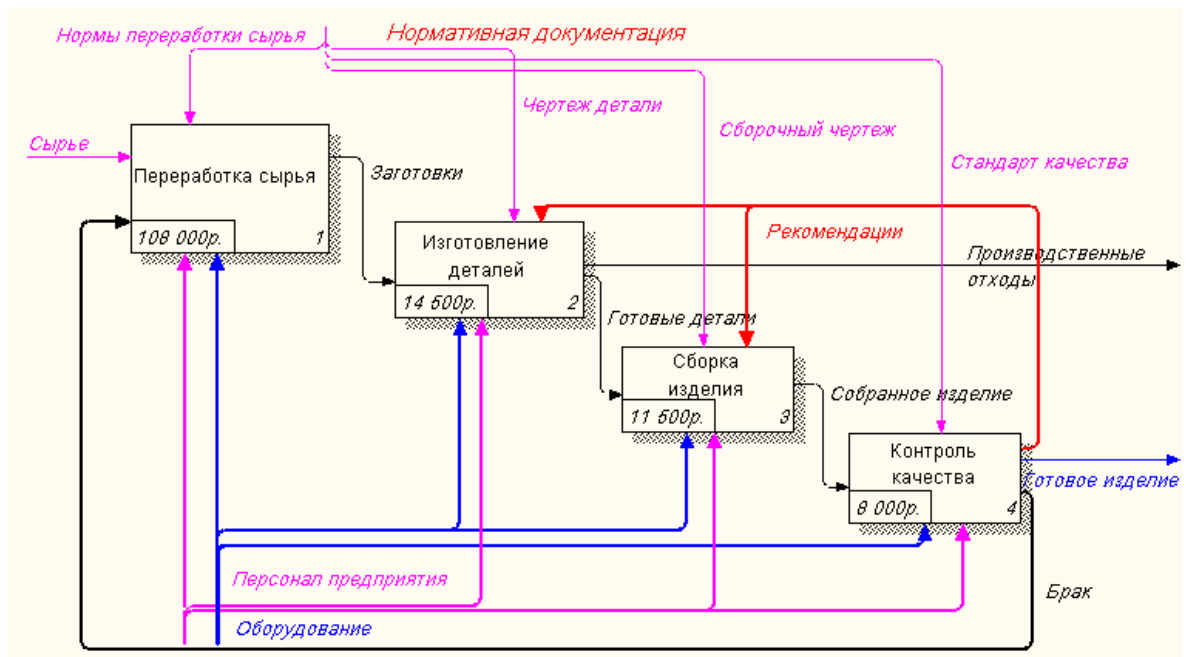 Нормы переработки сырья
Нормативная документация
Чертеж детали
Сборочный чертеж
Сырье
Стандарт качества
Переработка сырья
Заготовки
108 000р. 1
Изготовление
деталей
Рекомендации
Производственные
отходы
14 500р. 2
Готовые детали
Сборка
изделия
Собранное изделие
11 500р. 3
Контроль
качества
Готовое изделие
8 000р. 4
Персонал предприятия
Брак
Оборудование